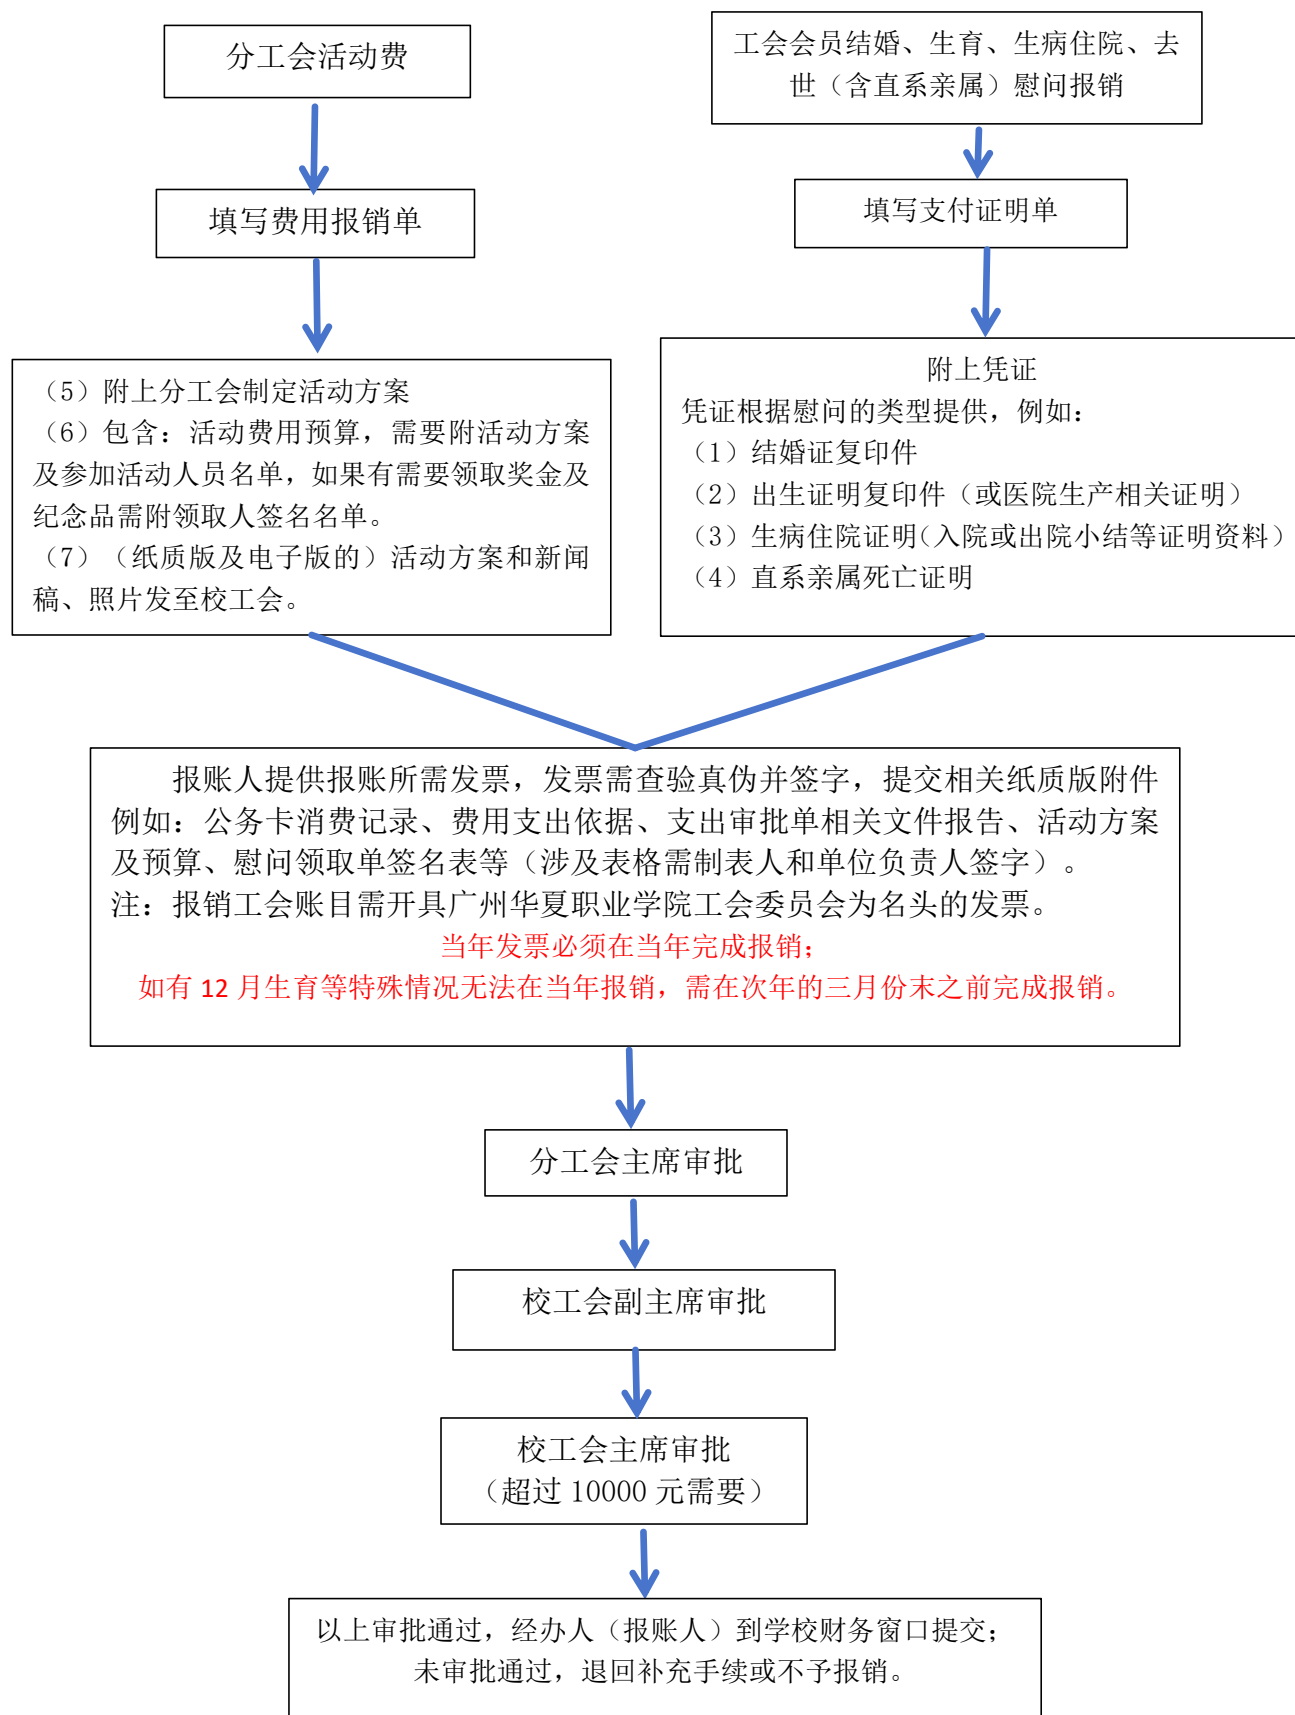 分工会活动费
工会会员结婚、生育、生病住院、去
世（含直系亲属）慰问报销
填写费用报销单
填写支付证明单
（5）附上分工会制定活动方案
（6）包含：活动费用预算，需要附活动方案
及参加活动人员名单，如果有需要领取奖金及
纪念品需附领取人签名名单。
（7）（纸质版及电子版的）活动方案和新闻
稿、照片发至校工会。
附上凭证
凭证根据慰问的类型提供，例如：
（1）结婚证复印件
（2）出生证明复印件（或医院生产相关证明）
（3）生病住院证明(入院或出院小结等证明资料）
（4）直系亲属死亡证明
报账人提供报账所需发票，发票需查验真伪并签字，提交相关纸质版附件
例如：公务卡消费记录、费用支出依据、支出审批单相关文件报告、活动方案
及预算、慰问领取单签名表等（涉及表格需制表人和单位负责人签字）。
注：报销工会账目需开具广州华夏职业学院工会委员会为名头的发票。
当年发票必须在当年完成报销；
如有 12 月生育等特殊情况无法在当年报销，需在次年的三月份末之前完成报销。
分工会主席审批
校工会副主席审批
校工会主席审批
（超过 10000 元需要）
以上审批通过，经办人（报账人）到学校财务窗口提交；
未审批通过，退回补充手续或不予报销。